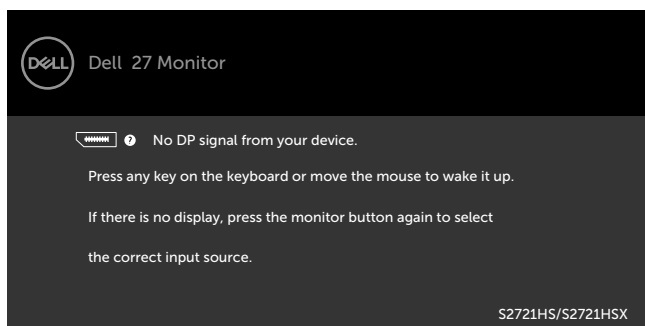 DELL
Dell 27 Monitor
? No DP signal from your device.
Press any key on the keyboard or move the mouse to wake it up.
If there is no display, press the monitor button again to select
the correct input source.
S2721HS/S2721HSX